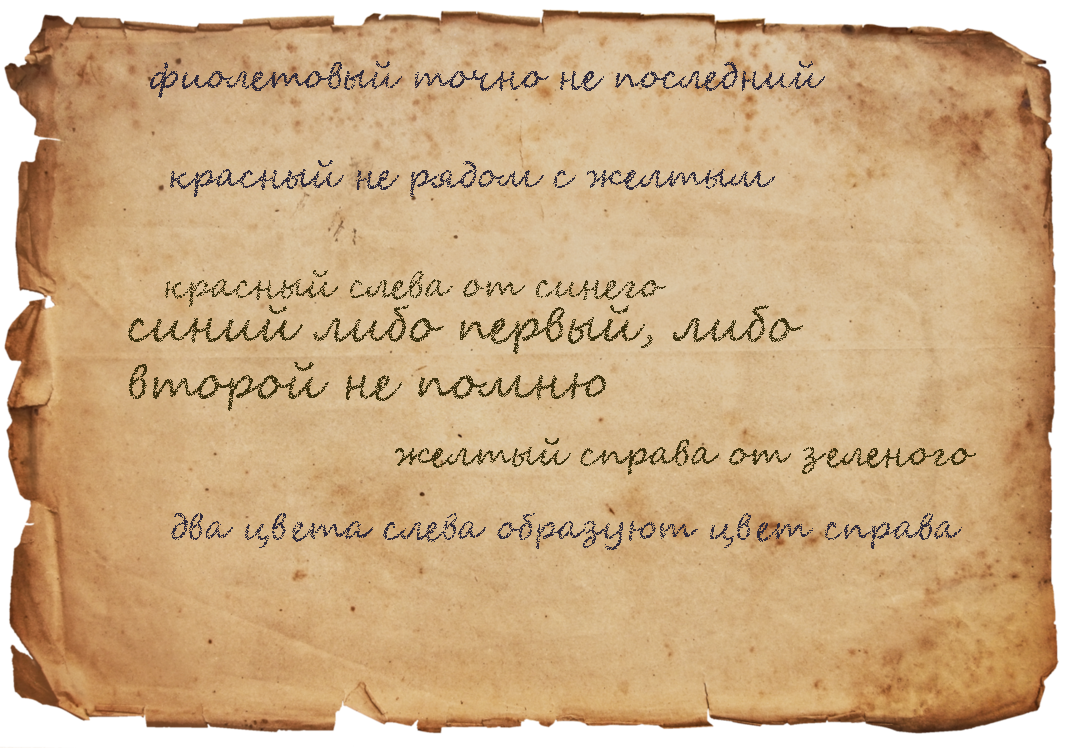 фиолетовый точно не последний
красный не рядом с желтым
красный слева от синего
синий либо первый, либо
второй не помню
желтый справа от зеленого
два цвета слева образуют цвет справа